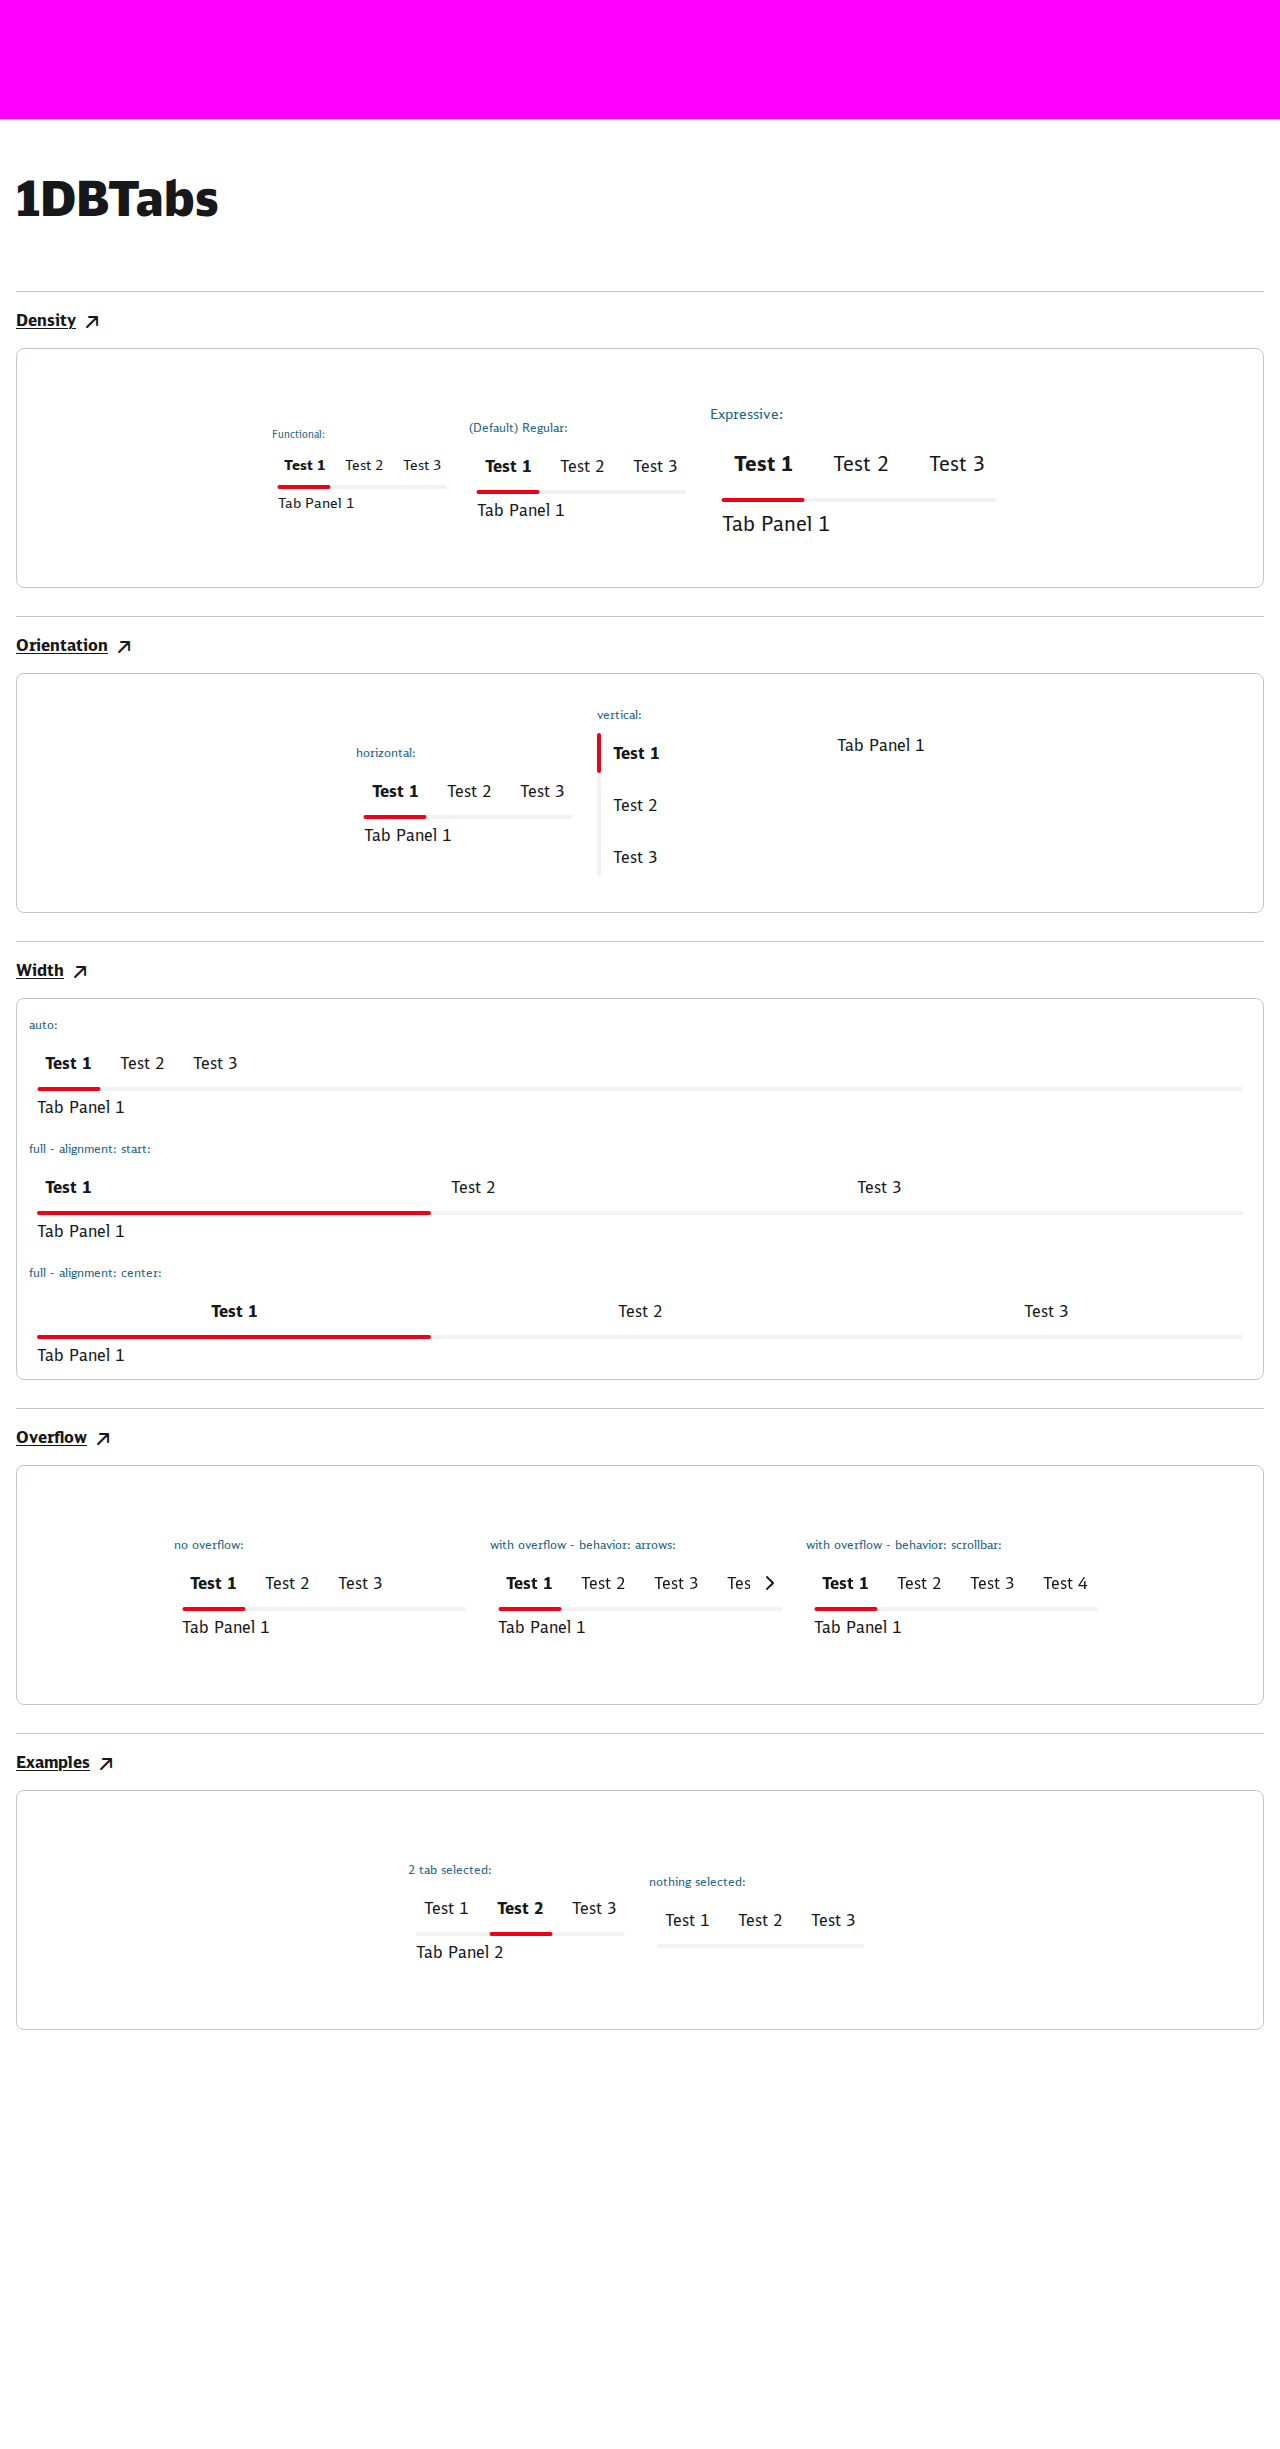 1DBTabs
Density
Functional:
Test 1 Test 2 Test 3
Tab Panel 1
(Default) Regular:
Test 1 Test 2 Test 3
Tab Panel 1
Expressive:
Test 1 Test 2 Test 3
Tab Panel 1
Orientation
horizontal:
Test 1 Test 2 Test 3
Tab Panel 1
vertical:
Test 1
Test 2
Test 3
Tab Panel 1
Width
auto:
Test 1 Test 2 Test 3
Tab Panel 1
full - alignment: start:
Test 1 Test 2 Test 3
Tab Panel 1
full - alignment: center:
Test 1 Test 2 Test 3
Tab Panel 1
Overflow
no overflow:
Test 1 Test 2 Test 3
Tab Panel 1
with overflow - behavior: arrows:
Test 1 Test 2 Test 3 Tes
Tab Panel 1
with overflow - behavior: scrollbar:
Test 1 Test 2 Test 3 Test 4
Tab Panel 1
Examples
2 tab selected:
Test 1 Test 2 Test 3
Tab Panel 2
nothing selected:
Test 1 Test 2 Test 3